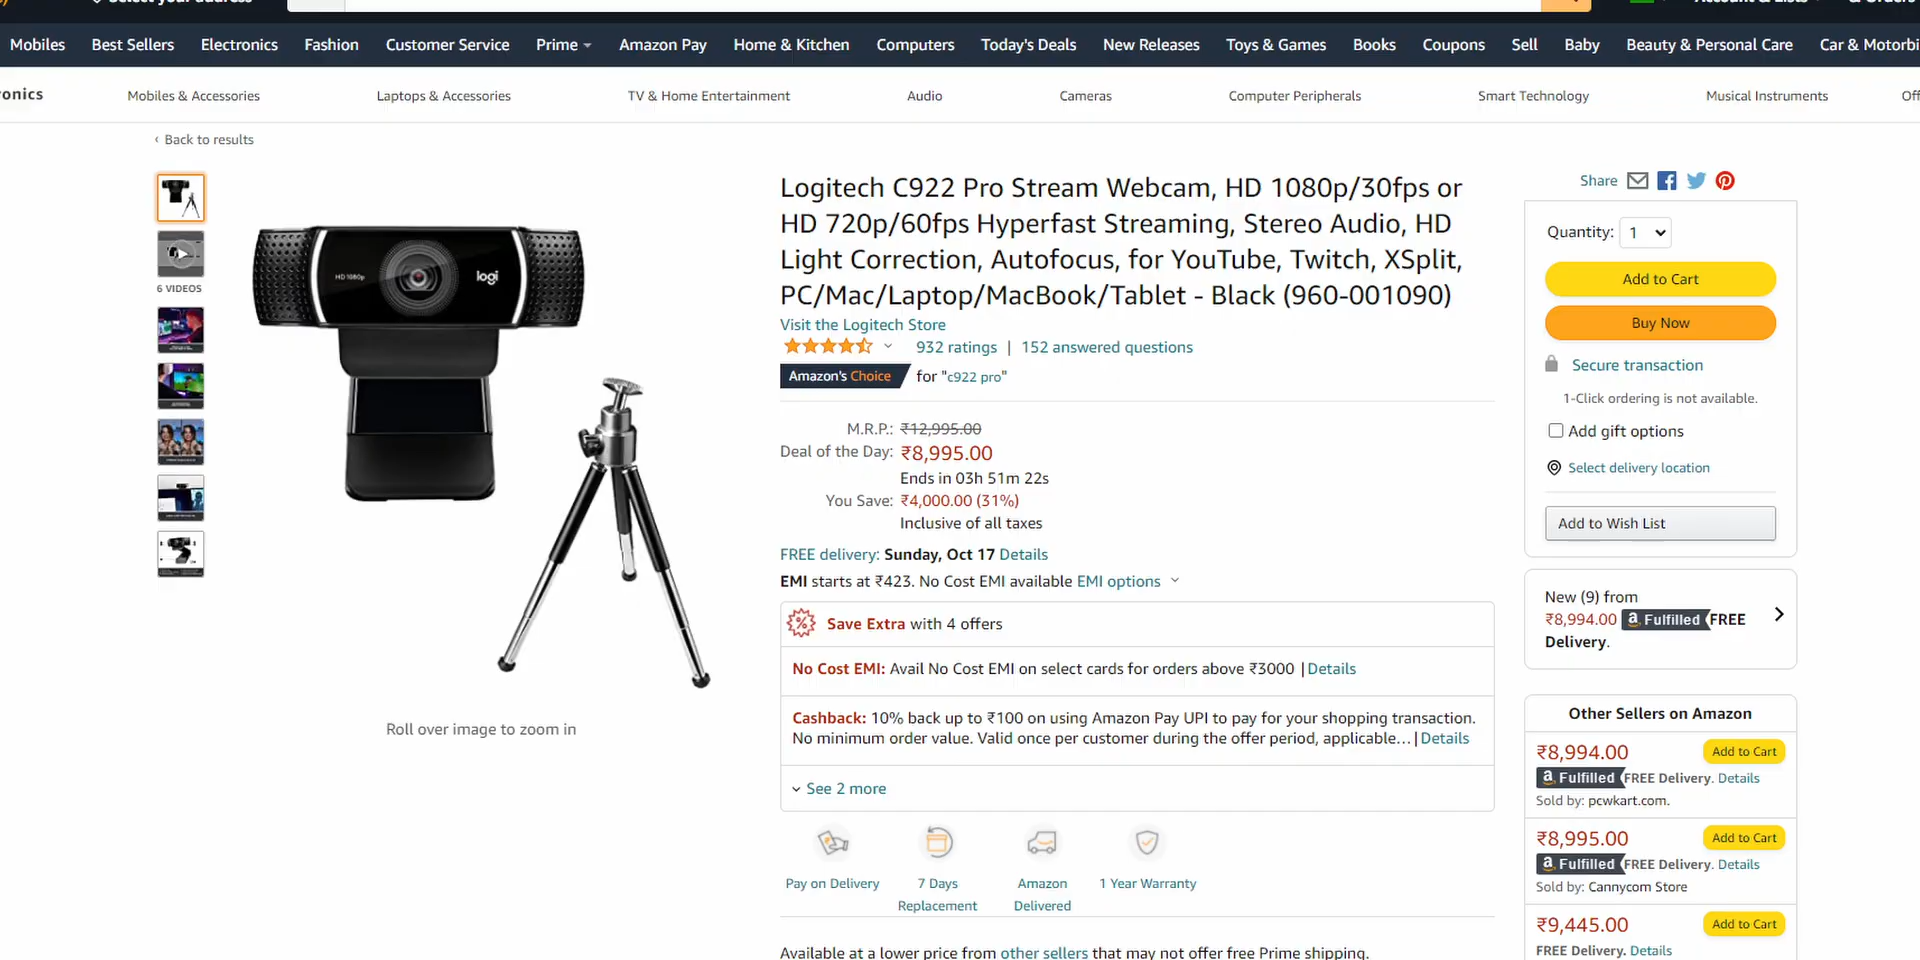 Mobiles Best Sellers Electronics Fashion Customer Service Prime Amazon Pay Home & Kitchen Computers Today's Deals New Releases Toys & Games Books Coupons Sell Baby Beauty & Personal Care Car & Motorbi
onics Mobiles & Accessories Laptops & Accessories TV & Home Entertainment Audio Cameras Computer Peripherals Smart Technology Musical Instruments Off
‹ Back to results
6 VIDEOS
HD 1080p
logi
Roll over image to zoom in
Logitech C922 Pro Stream Webcam, HD 1080p/30fps or
HD 720p/60fps Hyperfast Streaming, Stereo Audio, HD
Light Correction, Autofocus, for YouTube, Twitch, XSplit,
PC/Mac/Laptop/MacBook/Tablet - Black (960-001090)
Visit the Logitech Store
932 ratings | 152 answered questions
Amazon's Choice for "c922 pro"
M.R.P.: ₹12,995.00
Deal of the Day: ₹8,995.00
Ends in 03h 51m 22s
You Save: ₹4,000.00 (31%)
Inclusive of all taxes
FREE delivery: Sunday, Oct 17 Details
EMI starts at ₹423. No Cost EMI available EMI options
Save Extra with 4 offers
No Cost EMI: Avail No Cost EMI on select cards for orders above ₹3000 | Details
Cashback: 10% back up to ₹100 on using Amazon Pay UPI to pay for your shopping transaction.
No minimum order value. Valid once per customer during the offer period, applicable… | Details
See 2 more
Pay on Delivery
7 Days
Replacement
Amazon
Delivered
1 Year Warranty
Available at a lower price from other sellers that may not offer free Prime shipping.
Share
Quantity: 1
Add to Cart
Buy Now
Secure transaction
1-Click ordering is not available.
Add gift options
Select delivery location
Add to Wish List
New (9) from
₹8,994.00 a Fulfilled FREE
Delivery.
Other Sellers on Amazon
₹8,994.00 Add to Cart
a Fulfilled FREE Delivery. Details
Sold by: pcwkart.com.
₹8,995.00 Add to Cart
a Fulfilled FREE Delivery. Details
Sold by: Cannycom Store
₹9,445.00 Add to Cart
FREE Delivery. Details